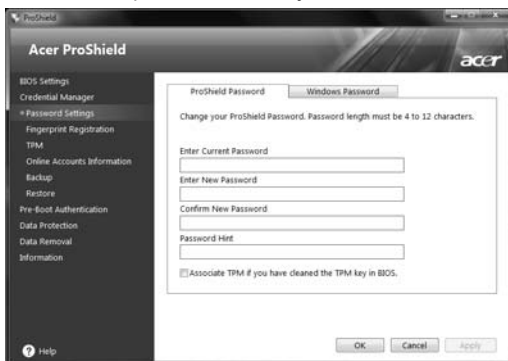 ProShield
Acer ProShield
acer
BIOS Settings
Credential Manager
Password Settings
Fingerprint Registration
TPM
Online Accounts Information
Backup
Restore
Pre-Boot Authentication
Data Protection
Data Removal
Information
Help
ProShield Password
Windows Password
Change your ProShield Password. Password length must be 4 to 12 characters.
Enter Current Password
Enter New Password
Confirm New Password
Password Hint
Associate TPM if you have cleaned the TPM key in BIOS.
OK
Cancel
Apply